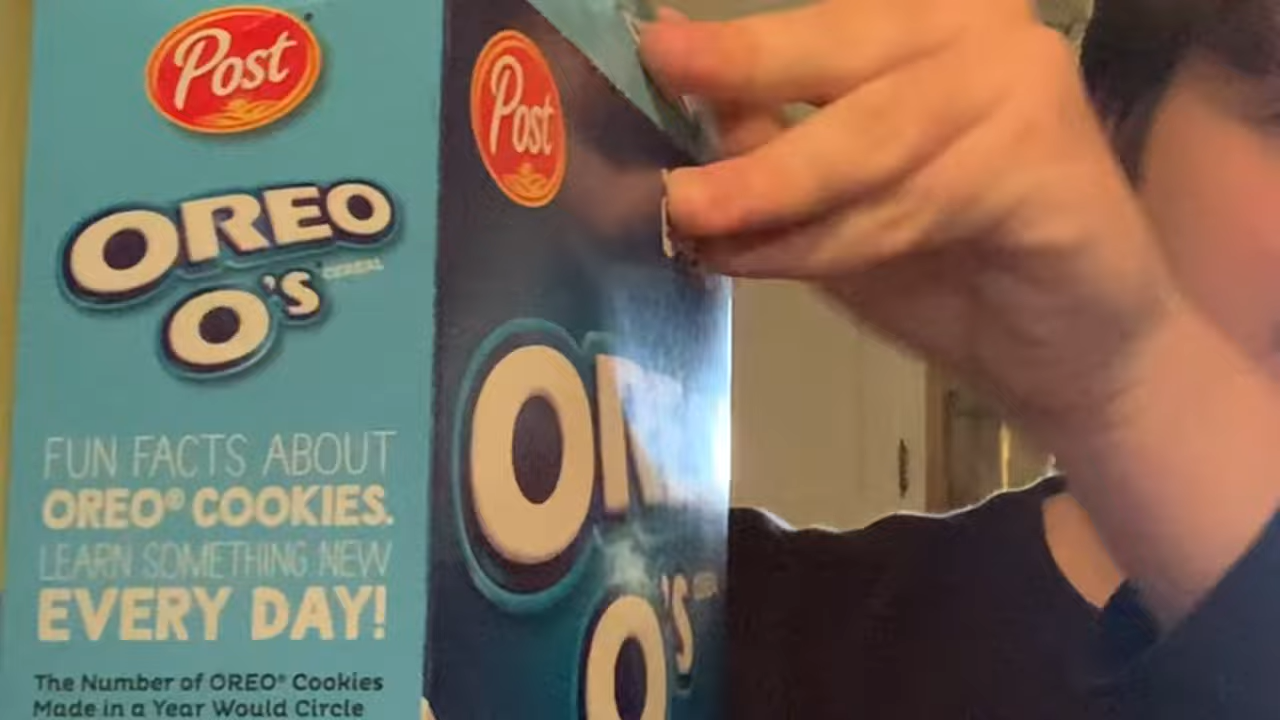 Post
OREO
O'S CEREAL
FUN FACTS ABOUT
OREO® COOKIES.
LEARN SOMETHING NEW
EVERY DAY!
The Number of OREO® Cookies
Made in a Year Would Circle
Post
O
O'S